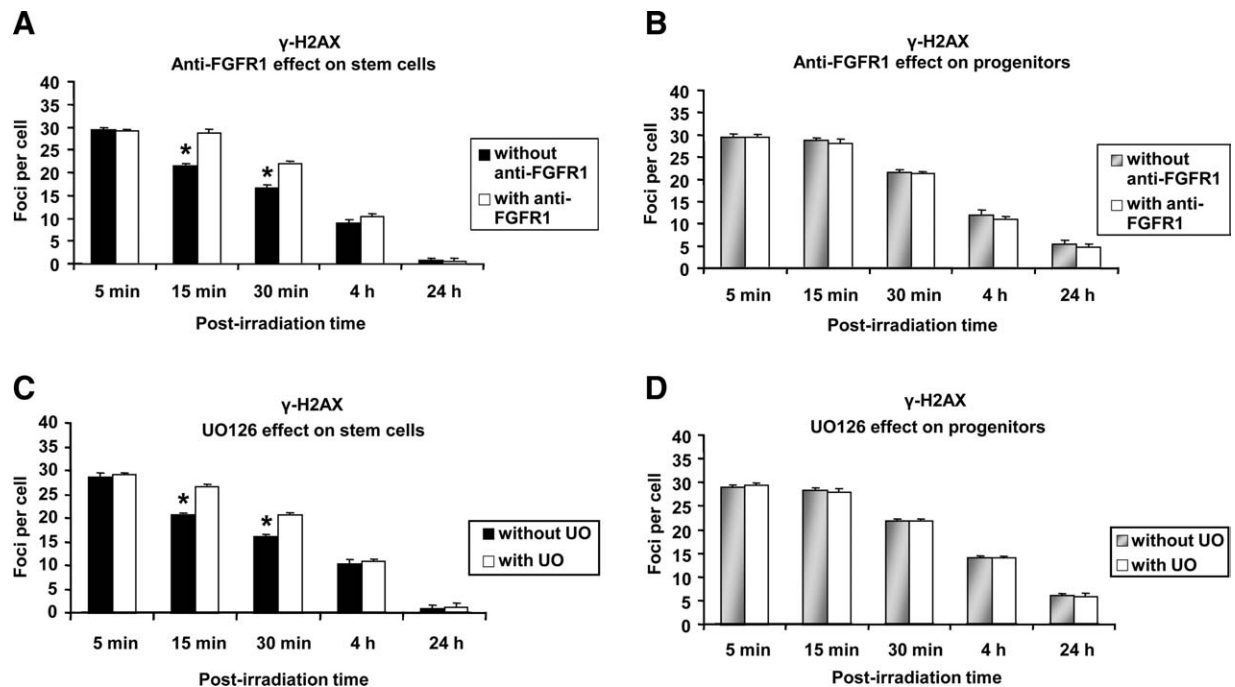 A
γ-H2AX
Anti-FGFR1 effect on stem cells
Foci per cell
40
35
30
25
20
15
10
5
0
*
*
without
anti-FGFR1
with anti-
FGFR1
5 min 15 min 30 min 4 h 24 h
Post-irradiation time
B
γ-H2AX
Anti-FGFR1 effect on progenitors
Foci per cell
40
35
30
25
20
15
10
5
0
without
anti-FGFR1
with anti-
FGFR1
5 min 15 min 30 min 4 h 24 h
Post-irradiation time
C
γ-H2AX
UO126 effect on stem cells
Foci per cell
40
35
30
25
20
15
10
5
0
*
*
without UO
with UO
5 min 15 min 30 min 4 h 24 h
Post-irradiation time
D
γ-H2AX
UO126 effect on progenitors
Foci per cell
40
35
30
25
20
15
10
5
0
without UO
with UO
5 min 15 min 30 min 4 h 24 h
Post-irradiation time